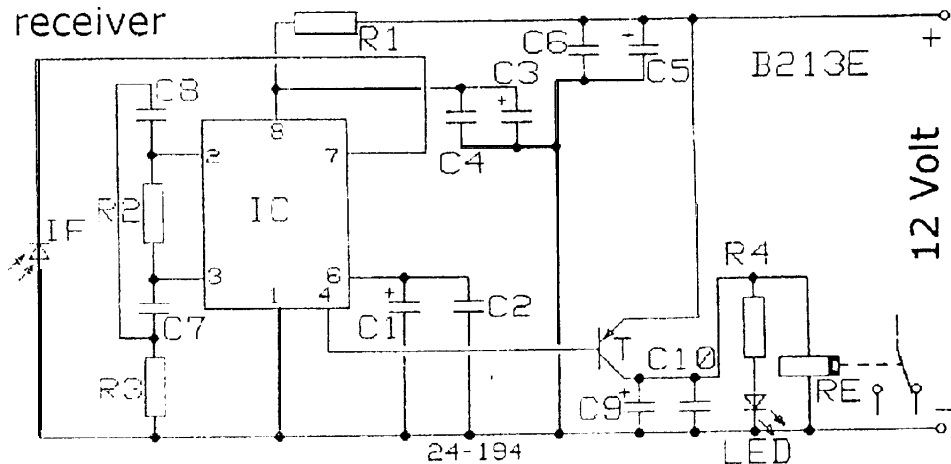 receiver
R1
C6
C5
+
B213E
C8
C3
+
+
8
C4
2
7
R2
IC
IF
12 Volt
3
6
R4
1
4
+
C1
C2
C7
T
C10
R3
RE
C9
+
-
24-194
LED